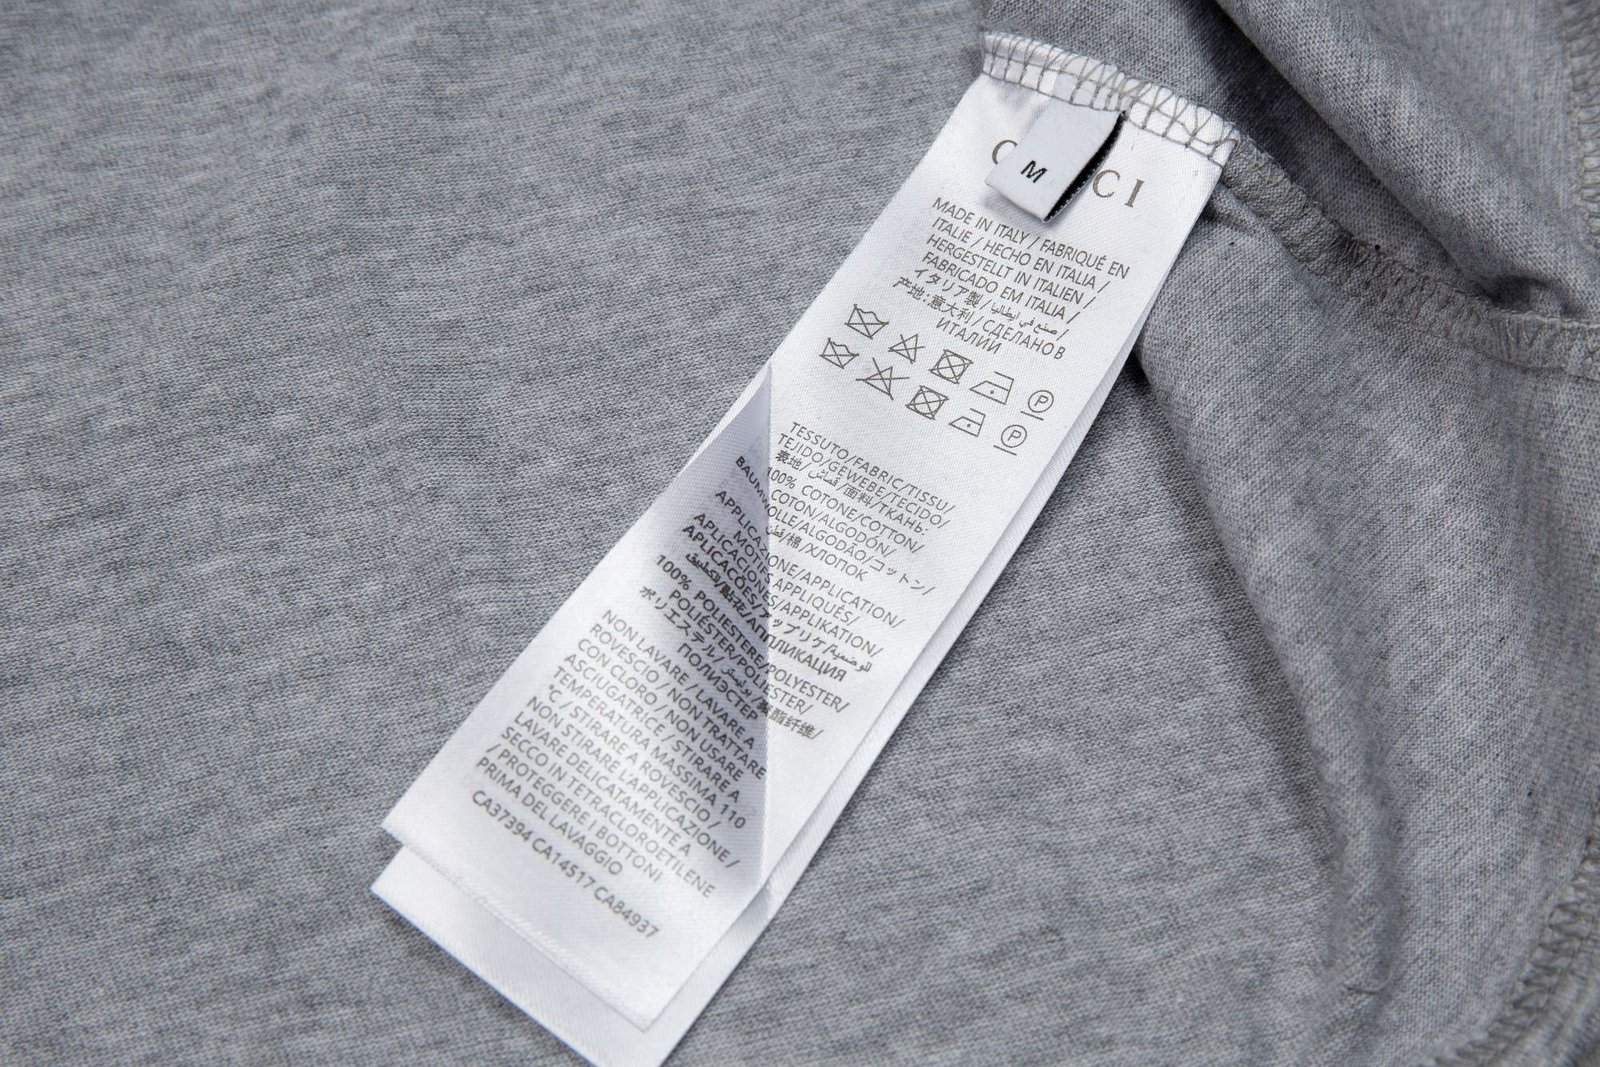 M
CI
MADE IN ITALY / FABRIQUÉ EN
ITALIE / HECHO EN ITALIA /
HERGESTELLT IN ITALIEN /
FABRICADO EM ITALIA /
イタリア製 / صنع في ايطاليا /
产地: 意大利 / СДЕЛАНО В
ИТАЛИИ
P
P
TESSUTO/FABRIC/TISSU/
TEJIDO/GEWEBE/TECIDO/
表地/ قماش /面料/ТКАНЬ.
100% COTONE/COTTON/
COTON/ALGODÓN/
BAUMWOLLE/ALGODÃO/コットン/
قطن/棉/ХЛОПОК
APPLICAZIONE/APPLICATION/
MOTIFS APPLIQUÉS/
APLICACIONES/APPLIKATION/
APLICACÕES/アップリケ/
/贴花/АППЛИКАЦИЯ
100% POLIESTERE/POLYESTER/
POLIÉSTER/POLIESTER/
ポリエステル/بوليستر/聚酯纤维/
ПОЛИЭСТЕР
NON LAVARE / LAVARE A
ROVESCIO / NON TRATTARE
CON CLORO / NON USARE
ASCIUGATRICE / STIRARE A
TEMPERATURA MASSIMA 110
°C / STIRARE A ROVESCIO /
NON STIRARE L'APPLICAZIONE /
LAVARE DELICATAMENTE A
SECCO IN TETRACLOROETILENE
/ PROTEGGERE I BOTTONI
PRIMA DEL LAVAGGIO
CA37394 CA14517 CA84937